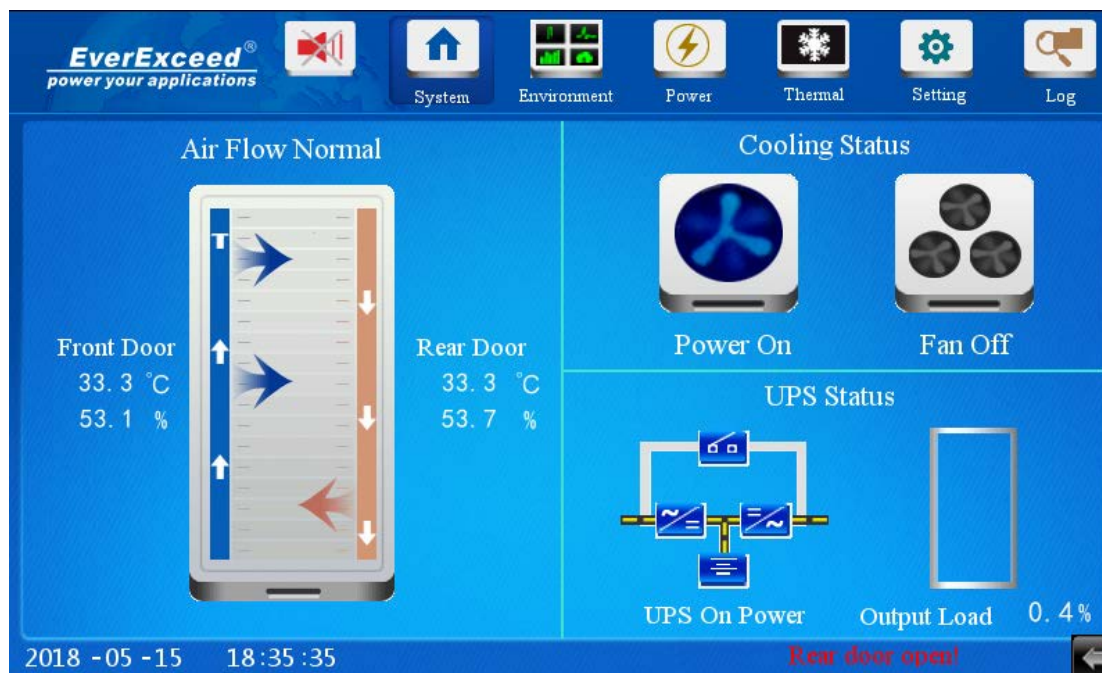 EverExceed®
power your applications
System
Environment
Power
Thermal
Setting
Log
Air Flow Normal
Front Door
33.3 °C
53.1 %
Rear Door
33.3 °C
53.7 %
Cooling Status
Power On
Fan Off
UPS Status
UPS On Power
Output Load 0.4%
2018 -05 -15 18:35:35
Rear door open!